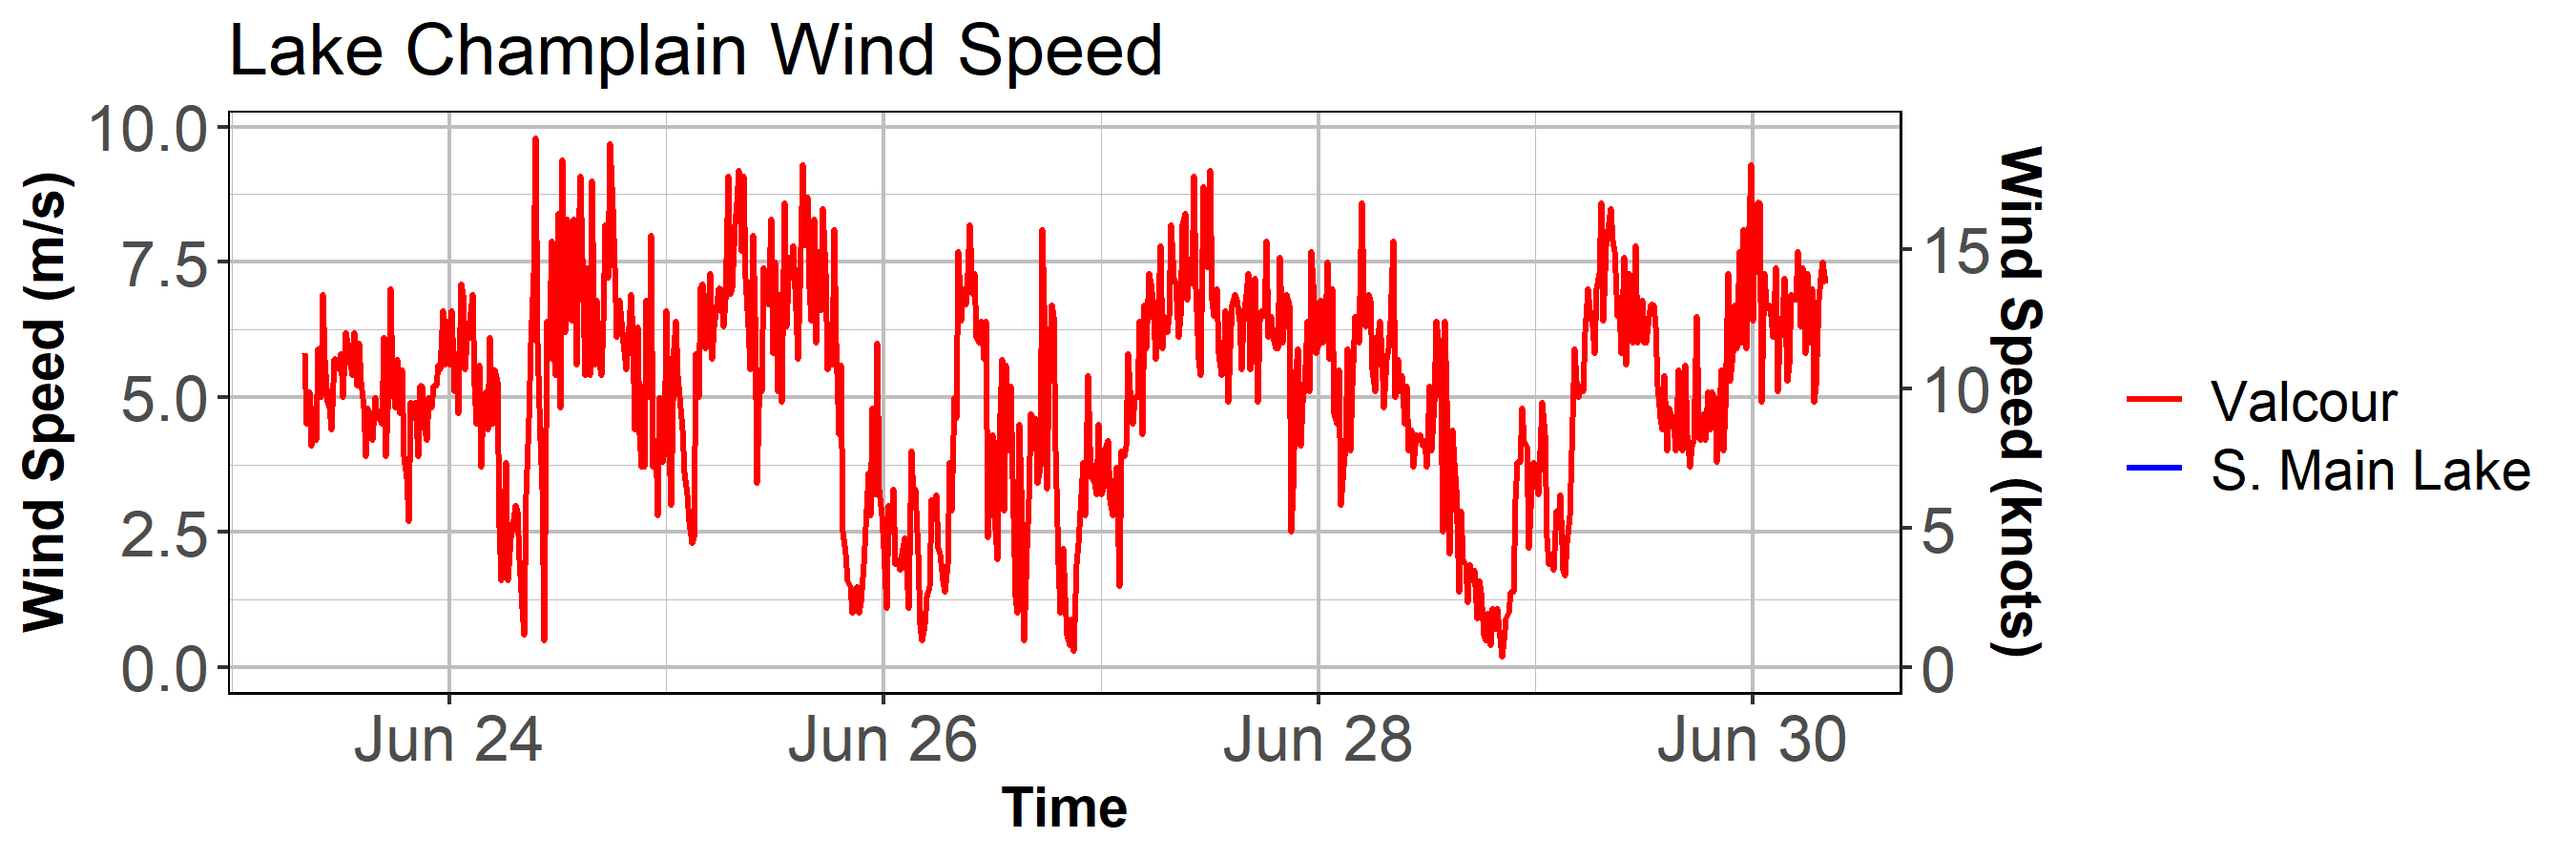 Lake Champlain Wind Speed
Wind Speed (m/s)
10.0
7.5
5.0
2.5
0.0
15
10
5
0
Wind Speed (knots)
Jun 24
Jun 26
Jun 28
Jun 30
Time
Valcour
S. Main Lake